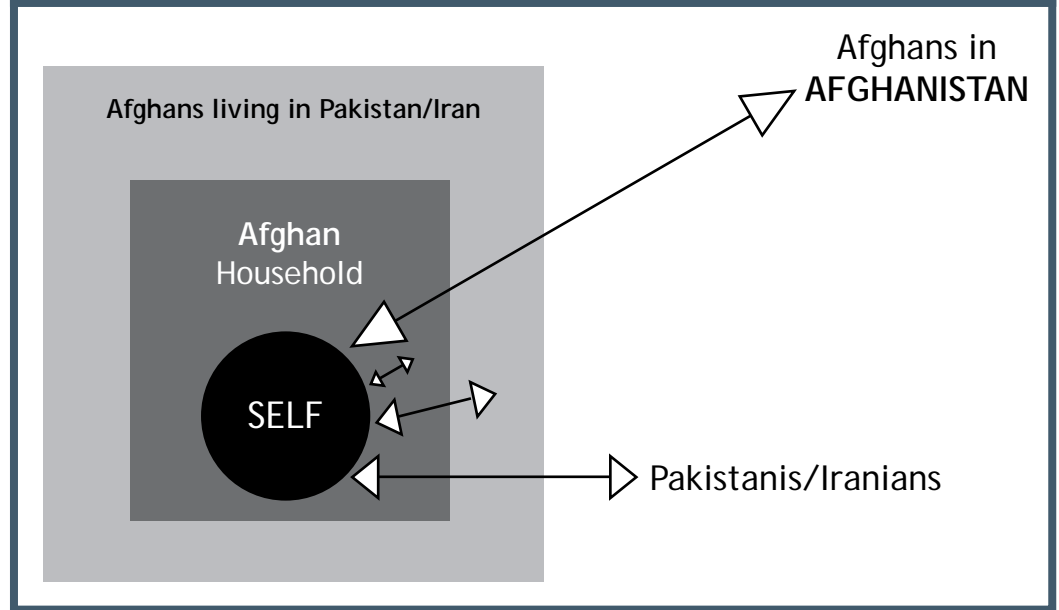 Afghans in
AFGHANISTAN
Afghans living in Pakistan/Iran
Afghan
Household
SELF
Pakistanis/Iranians